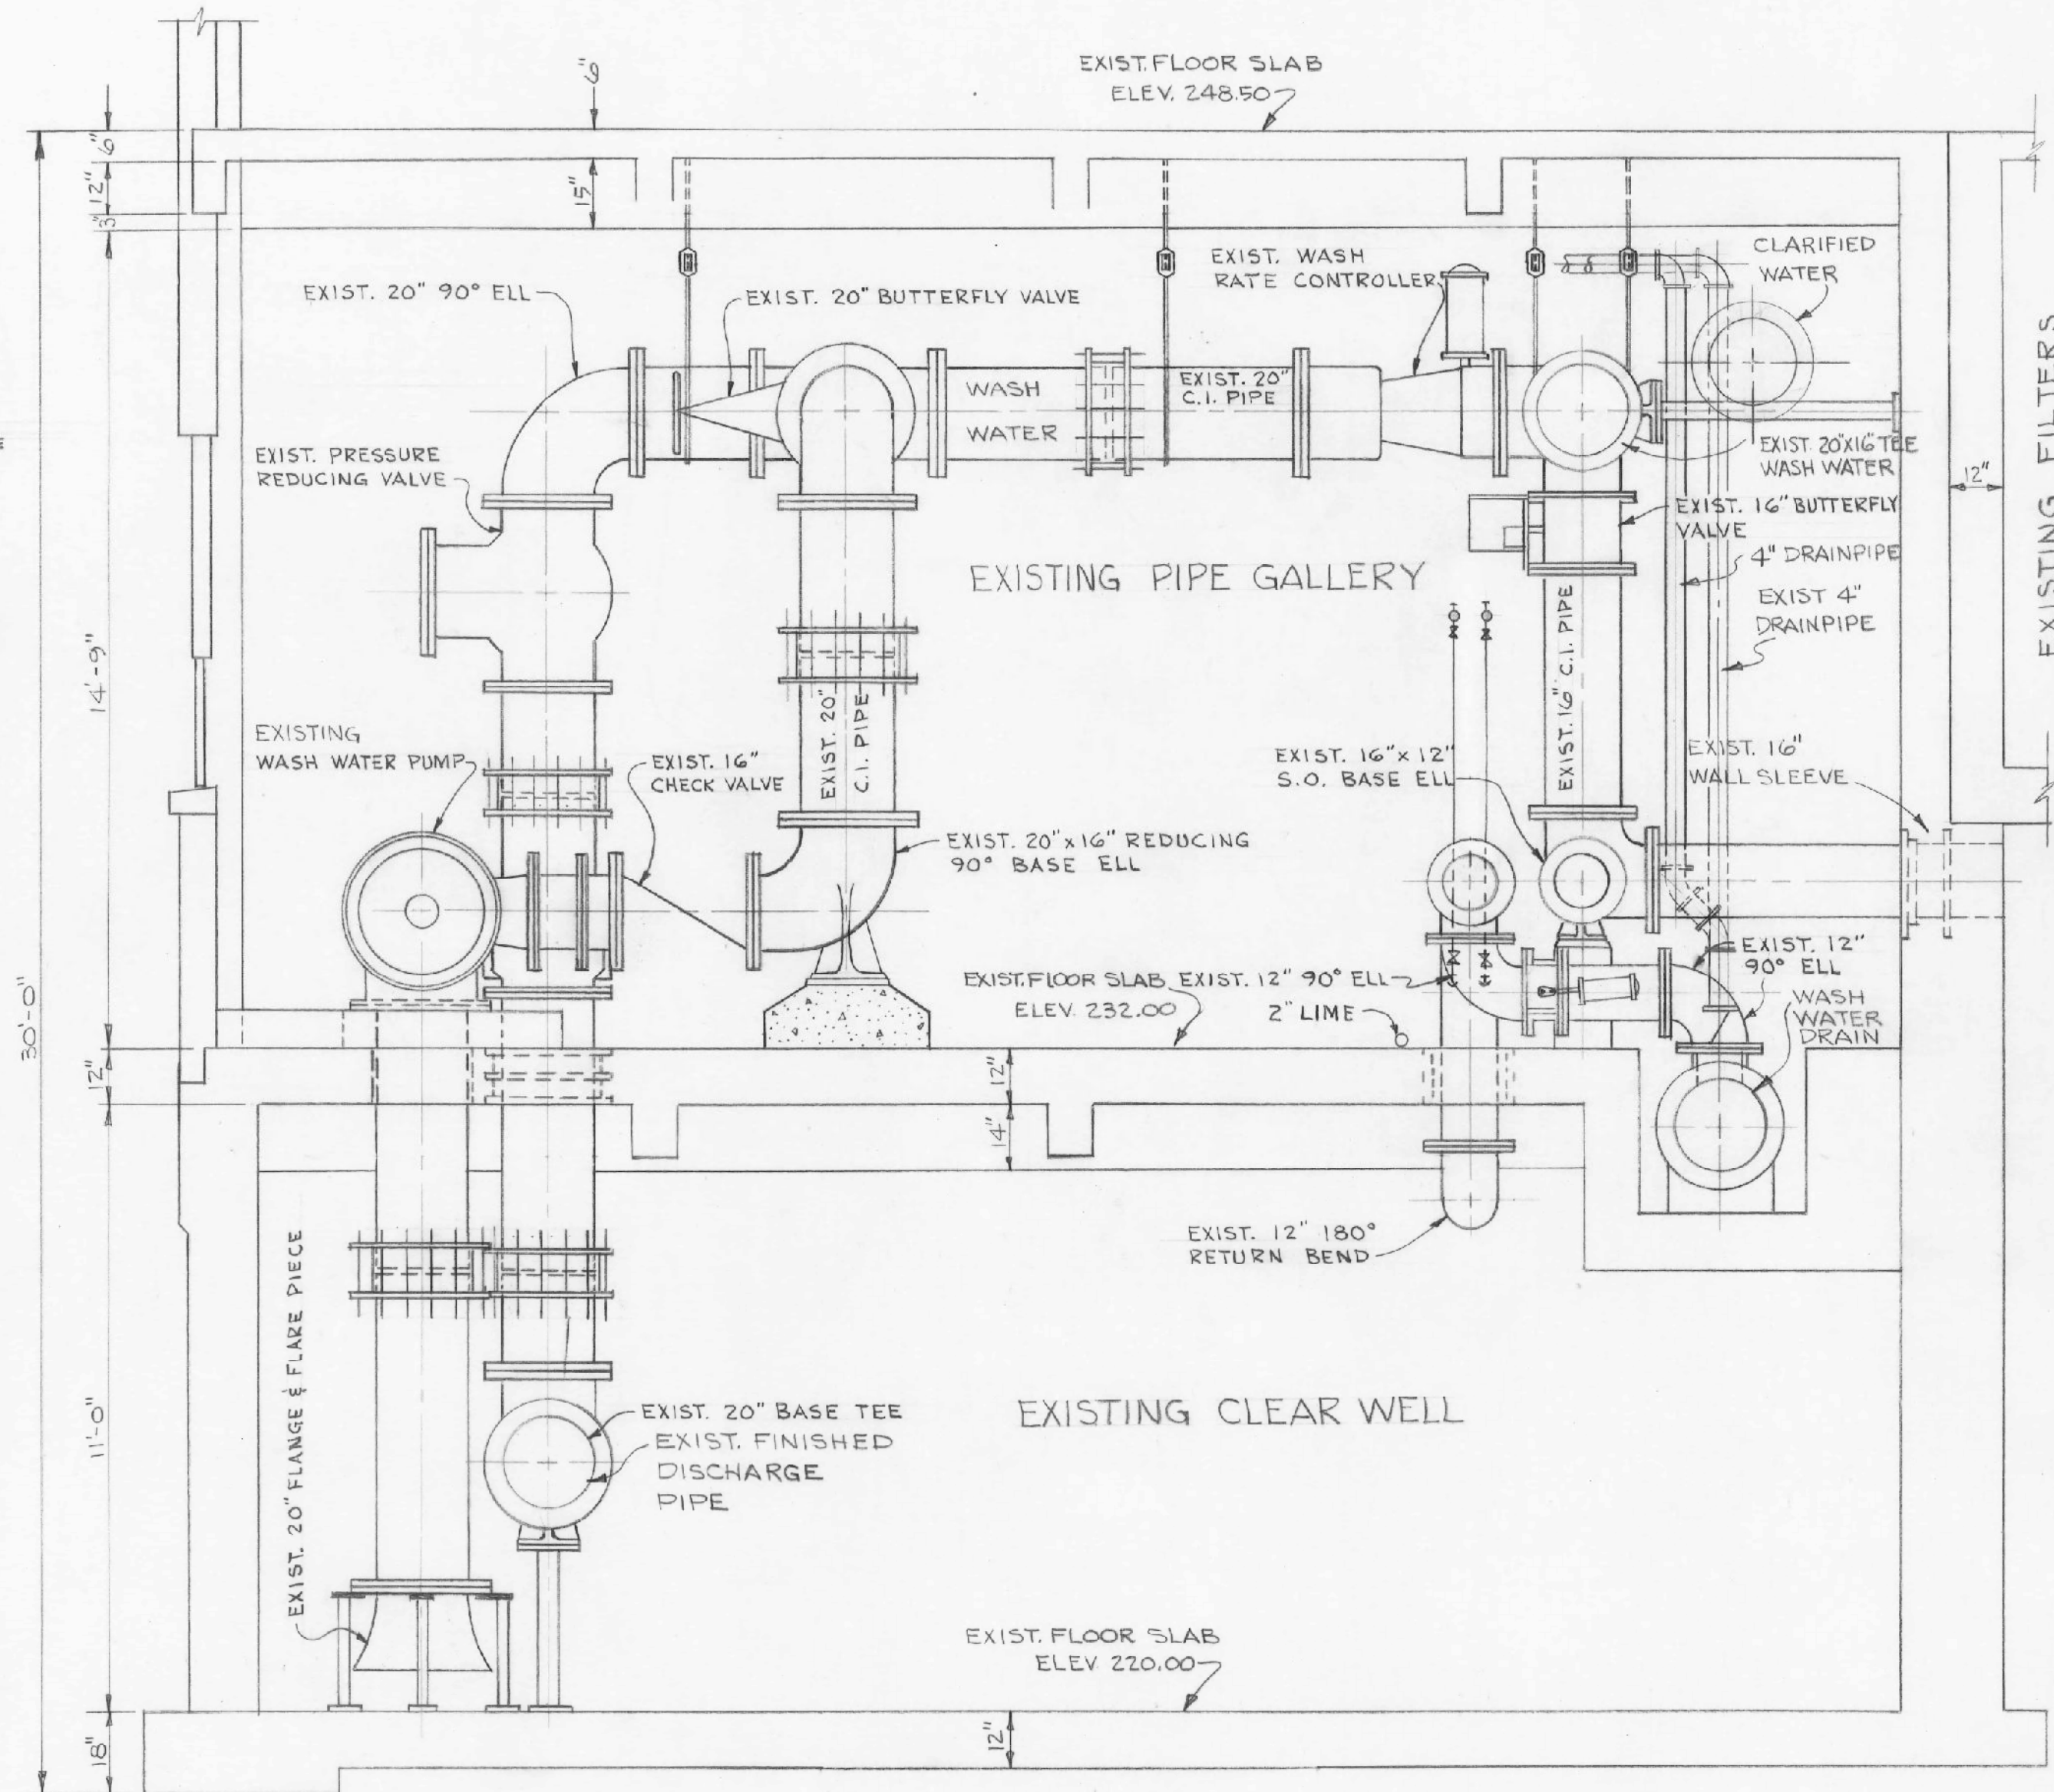 EXIST. FLOOR SLAB
ELEV. 248.50
6"
6"
12"
3"
15"
CLARIFIED
WATER
EXIST. WASH
RATE CONTROLLER
EXIST. 20" 90° ELL
EXIST. 20" BUTTERFLY VALVE
WASH
WATER
EXIST. 20"
C.I. PIPE
EXIST. 20"X16" TEE
WASH WATER
EXISTING FILTERS
12"
EXIST. PRESSURE
REDUCING VALVE
EXIST. 16" BUTTERFLY
VALVE
4" DRAINPIPE
EXISTING PIPE GALLERY
EXIST 4"
DRAINPIPE
14'-9"
EXIST. 16" C.I. PIPE
EXIST. 20"
C.I. PIPE
EXISTING
WASH WATER PUMP
EXIST. 16"
CHECK VALVE
EXIST. 16" x 12"
S.O. BASE ELL
EXIST. 16"
WALL SLEEVE
EXIST. 20" x 16" REDUCING
90° BASE ELL
EXIST. 12"
90° ELL
EXIST. FLOOR SLAB
ELEV. 232.00
EXIST. 12" 90° ELL
2" LIME
WASH
WATER
DRAIN
30'-0"
12"
12"
14"
EXIST. 12" 180°
RETURN BEND
EXIST. 20" FLANGE & FLARE PIECE
11'-0"
EXIST. 20" BASE TEE
EXIST. FINISHED
DISCHARGE
PIPE
EXISTING CLEAR WELL
EXIST. FLOOR SLAB
ELEV 220.00
18"
12"